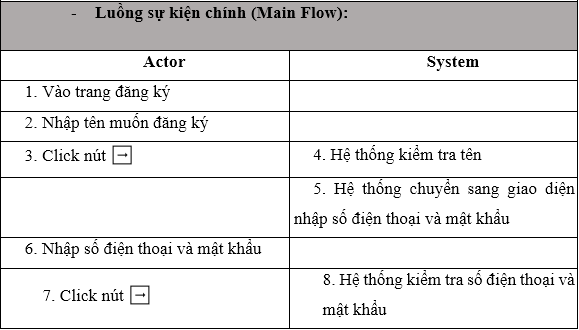 - Luồng sự kiện chính (Main Flow):
Actor System
1. Vào trang đăng ký
2. Nhập tên muốn đăng ký
3. Click nút → 4. Hệ thống kiểm tra tên
5. Hệ thống chuyển sang giao diện
nhập số điện thoại và mật khẩu
6. Nhập số điện thoại và mật khẩu
7. Click nút →
8. Hệ thống kiểm tra số điện thoại và
mật khẩu